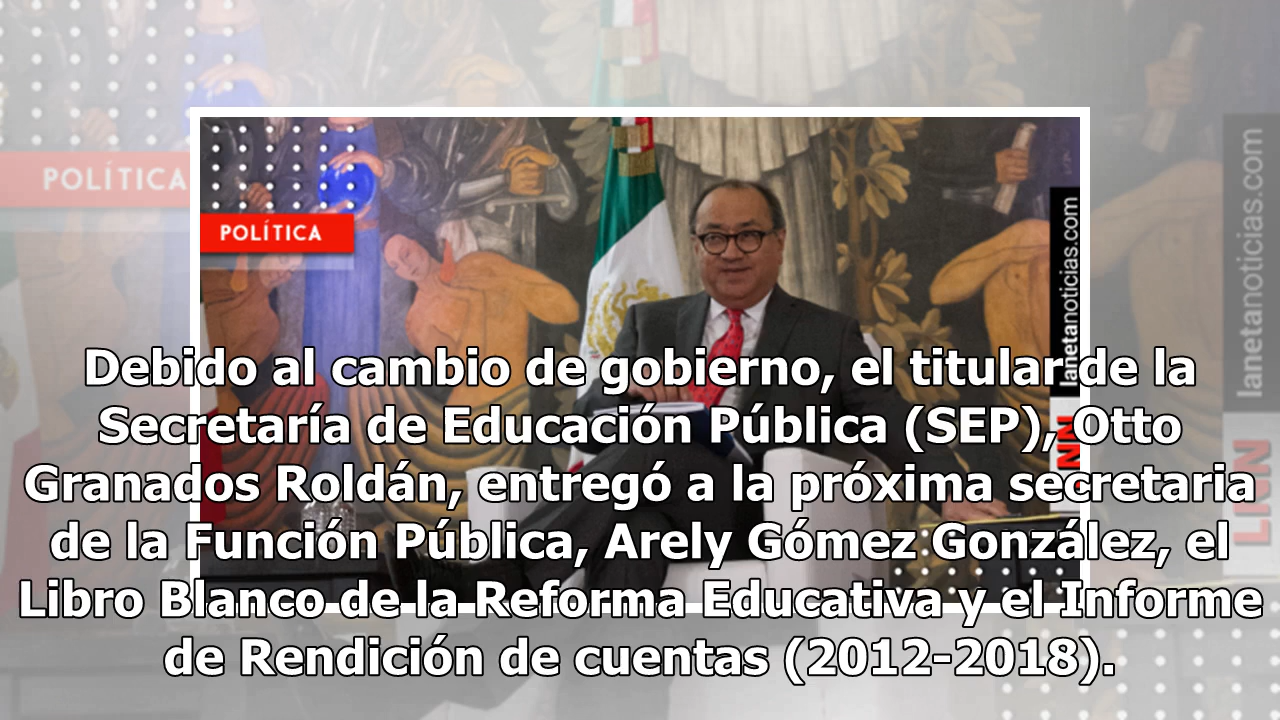 POLÍTICA
POLÍTICA
lanetanoticias.com
LNN
lanetanoticias.com
LNN
Debido al cambio de gobierno, el titular de la
Secretaría de Educación Pública (SEP), Otto
Granados Roldán, entregó a la próxima secretaria
de la Función Pública, Arely Gómez González, el
Libro Blanco de la Reforma Educativa y el Informe
de Rendición de cuentas (2012-2018).